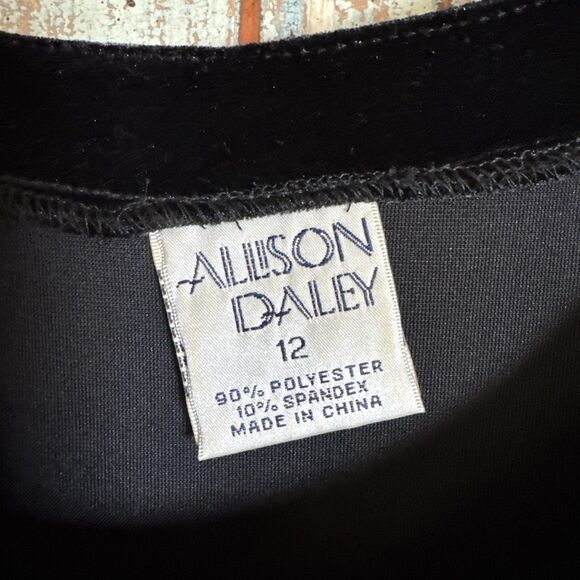 ALLISON
DALEY
12
90% POLYESTER
10% SPANDEX
MADE IN CHINA